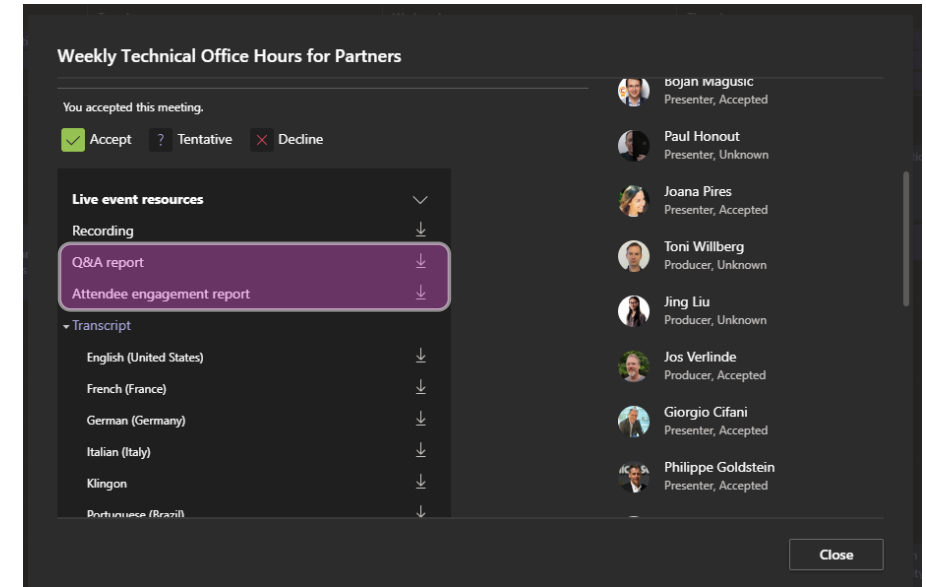 Weekly Technical Office Hours for Partners
You accepted this meeting.
Accept ? Tentative Decline
Live event resources
Recording
Q&A report
Attendee engagement report
Transcript
English (United States)
French (France)
German (Germany)
Italian (Italy)
Klingon
Portuguese (Brazil)
Bojan Magusic
Presenter, Accepted
Paul Honout
Presenter, Unknown
Joana Pires
Presenter, Accepted
Toni Willberg
Producer, Unknown
Jing Liu
Producer, Unknown
Jos Verlinde
Producer, Accepted
Giorgio Cifani
Presenter, Accepted
Philippe Goldstein
Presenter, Accepted
Close